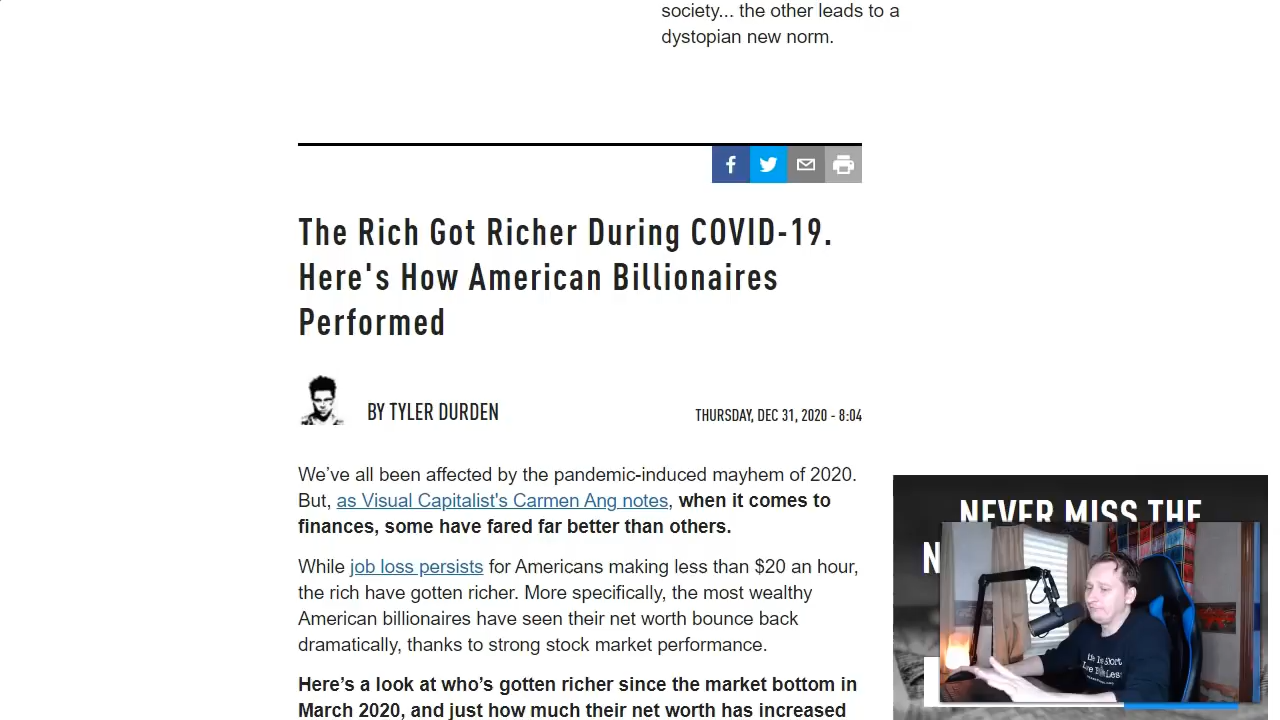 society... the other leads to a
dystopian new norm.
The Rich Got Richer During COVID-19.
Here's How American Billionaires
Performed
BY TYLER DURDEN
THURSDAY, DEC 31, 2020 - 8:04
We’ve all been affected by the pandemic-induced mayhem of 2020.
But, as Visual Capitalist's Carmen Ang notes, when it comes to
finances, some have fared far better than others.
While job loss persists for Americans making less than $20 an hour,
the rich have gotten richer. More specifically, the most wealthy
American billionaires have seen their net worth bounce back
dramatically, thanks to strong stock market performance.
Here’s a look at who’s gotten richer since the market bottom in
March 2020, and just how much their net worth has increased
NEVER MISS THE